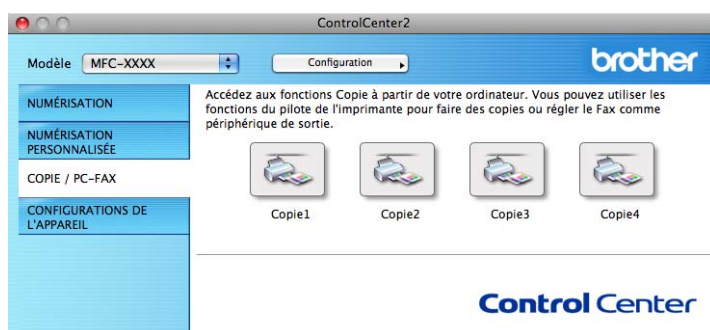 ControlCenter2
Modèle MFC-XXXX Configuration brother
NUMÉRISATION
NUMÉRISATION
PERSONNALISÉE
COPIE / PC-FAX
CONFIGURATIONS DE
L'APPAREIL
Accédez aux fonctions Copie à partir de votre ordinateur. Vous pouvez utiliser les
fonctions du pilote de l'imprimante pour faire des copies ou régler le Fax comme
périphérique de sortie.
Copie1 Copie2 Copie3 Copie4
Control Center